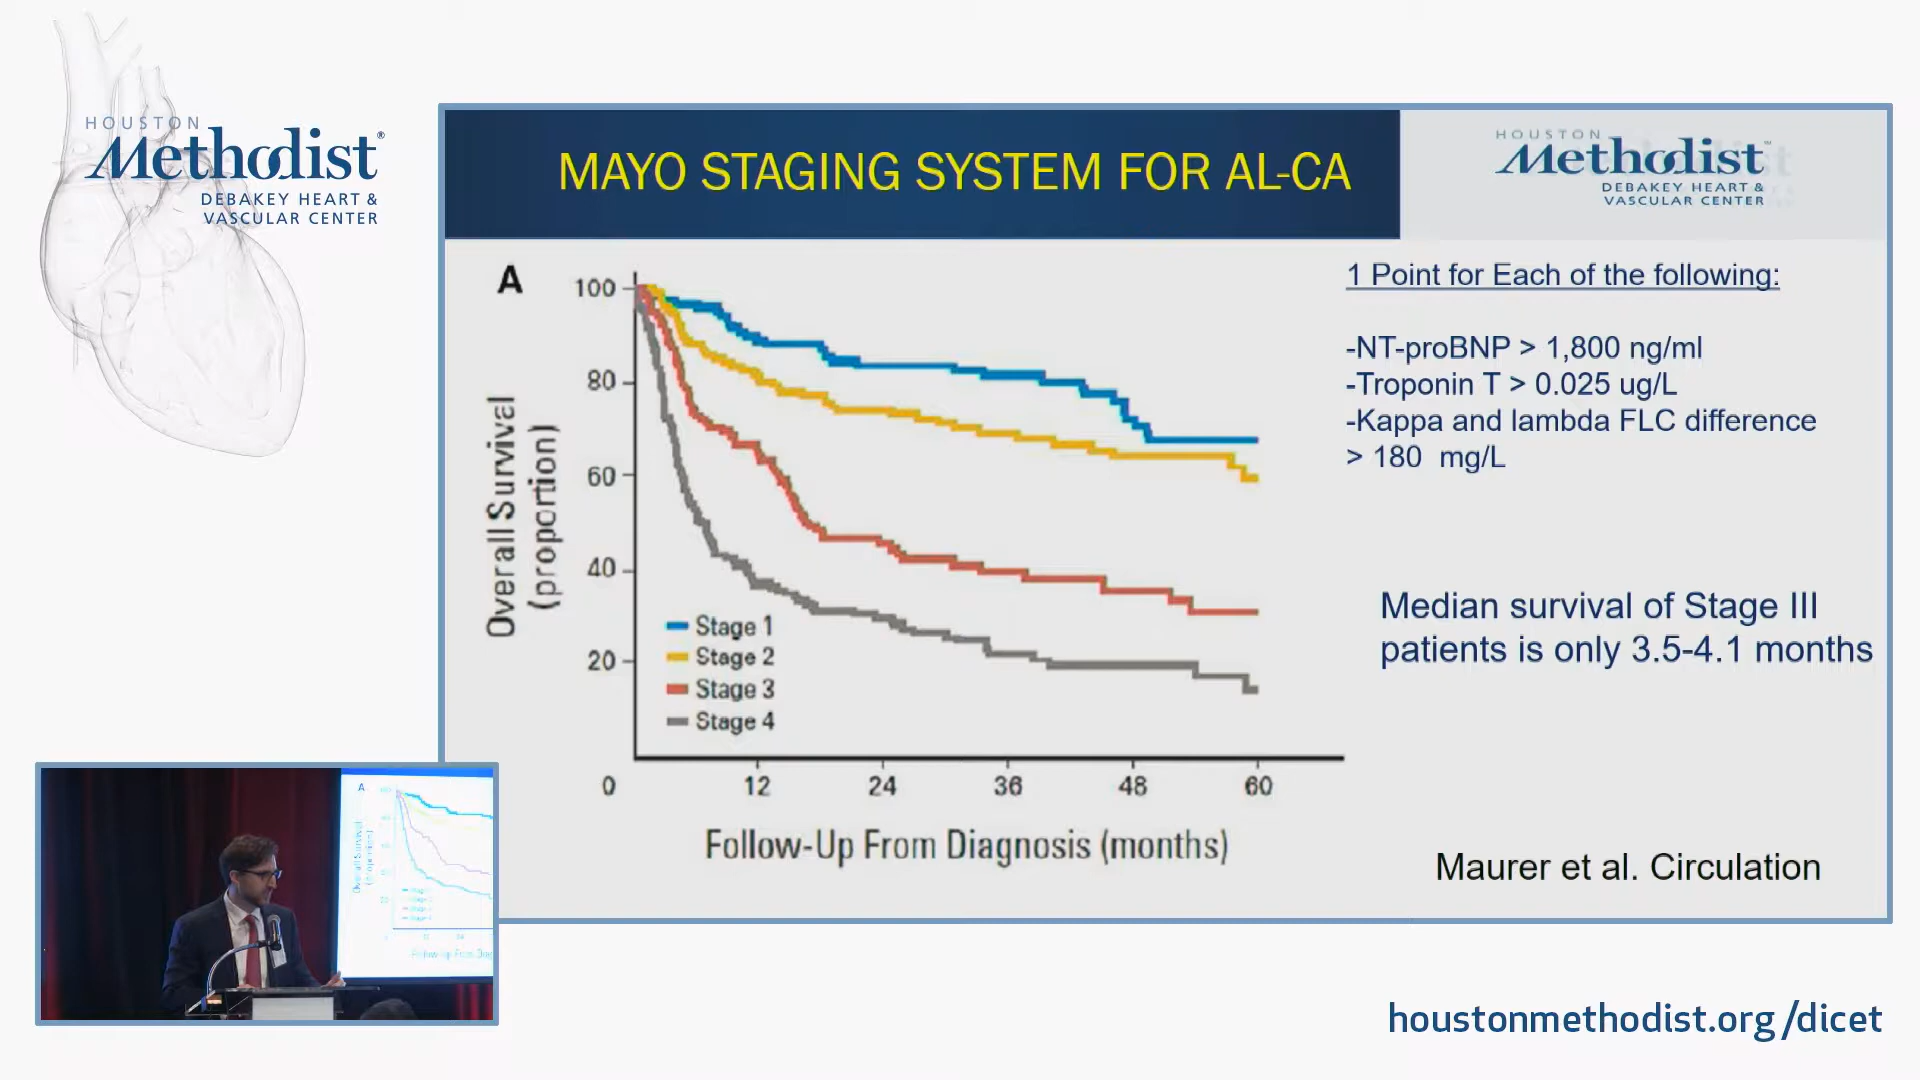 HOUSTON
Methodist®
DEBAKEY HEART &
VASCULAR CENTER
MAYO STAGING SYSTEM FOR AL-CA
HOUSTON
Methodist
DEBAKEY HEART &
VASCULAR CENTER
A
Overall Survival
(proportion)
100
80
60
40
20
Stage 1
Stage 2
Stage 3
Stage 4
0 12 24 36 48 60
Follow-Up From Diagnosis (months)
1 Point for Each of the following:
-NT-proBNP > 1,800 ng/ml
-Troponin T > 0.025 ug/L
-Kappa and lambda FLC difference
> 180 mg/L
Median survival of Stage III
patients is only 3.5-4.1 months
Maurer et al. Circulation
A
houstonmethodist.org/dicet